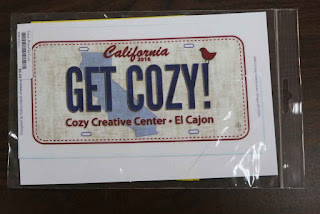 California
2016
GET COZY!
Cozy Creative Center • El Cajon